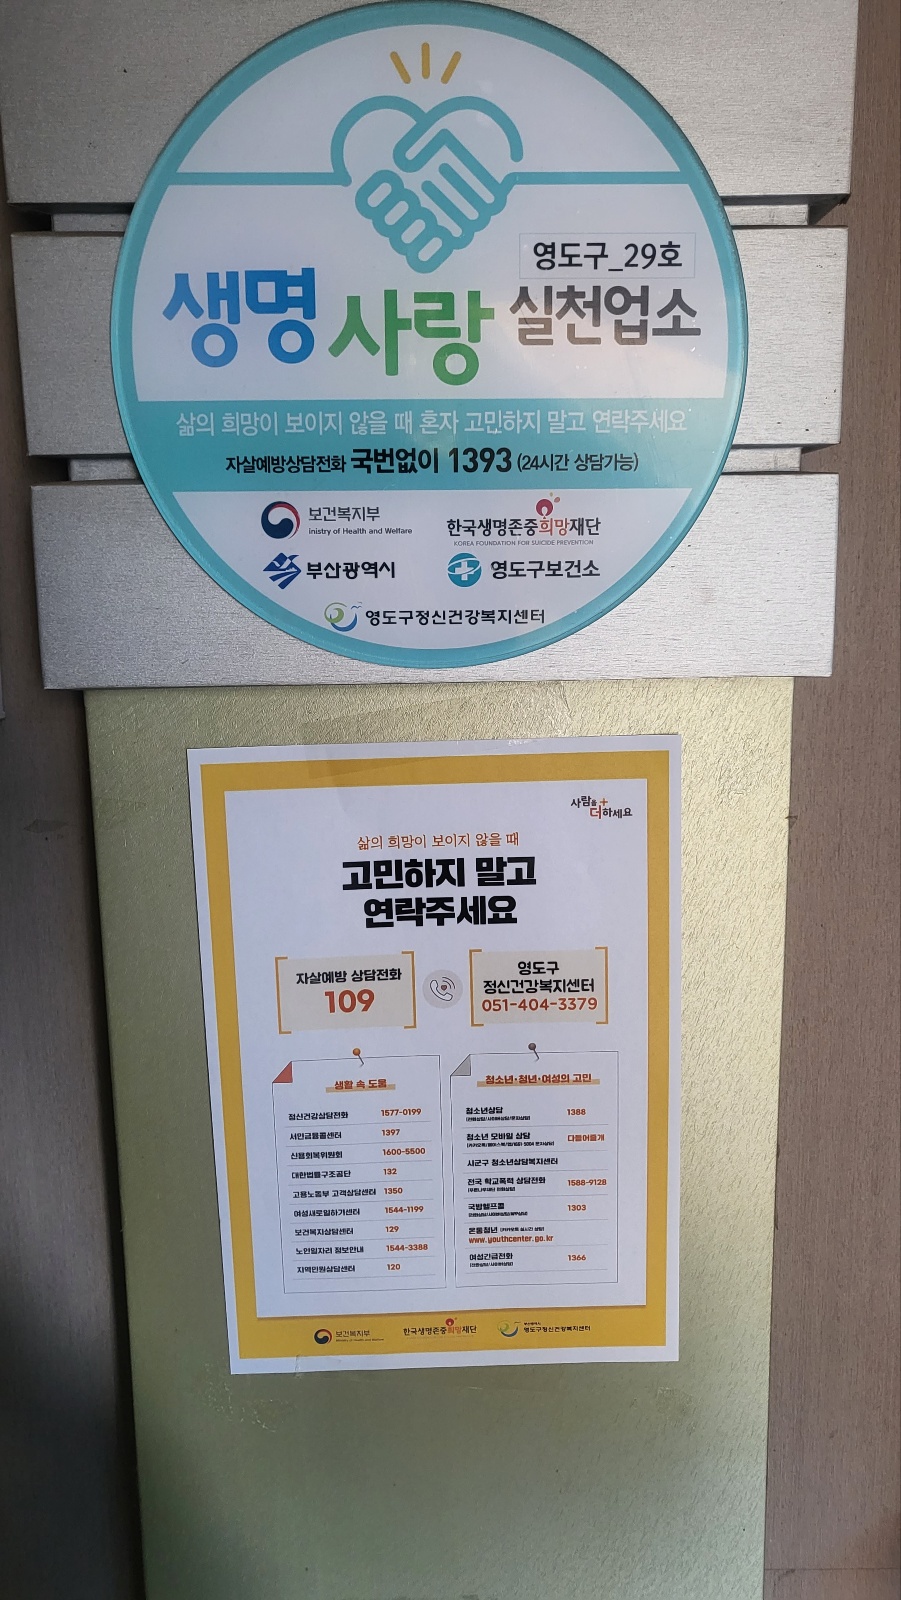 영도구_29호
생명 사랑 실천업소
삶의 희망이 보이지 않을 때 혼자 고민하지 말고 연락주세요
자살예방상담전화 국번없이 1393 (24시간 상담가능)
보건복지부
inistry of Health and Welfare
한국생명존중희망재단
KOREA FOUNDATION FOR SUICIDE PREVENTION
부산광역시
영도구보건소
영도구정신건강복지센터
사람을
더하세요
삶의 희망이 보이지 않을 때
고민하지 말고
연락주세요
자살예방 상담전화
109
영도구
정신건강복지센터
051-404-3379
생활 속 도움
정신건강상담전화 1577-0199
서민금융콜센터 1397
신용회복위원회 1600-5500
대한법률구조공단 132
고용노동부 고객상담센터 1350
여성새로일하기센터 1544-1199
보건복지상담센터 129
노인일자리 정보안내 1544-3388
지역민원상담센터 120
청소년·청년·여성의 고민
청소년상담 1388
청소년 모바일 상담 다들어줄개
시군구 청소년상담복지센터
전국 학교폭력 상담전화 1588-9128
국방헬프콜 1303
온통청년 (카카오톡 실시간 상담)
www.youthcenter.go.kr
여성긴급전화 1366
보건복지부
Ministry of Health and Welfare
한국생명존중희망재단
영도구정신건강복지센터